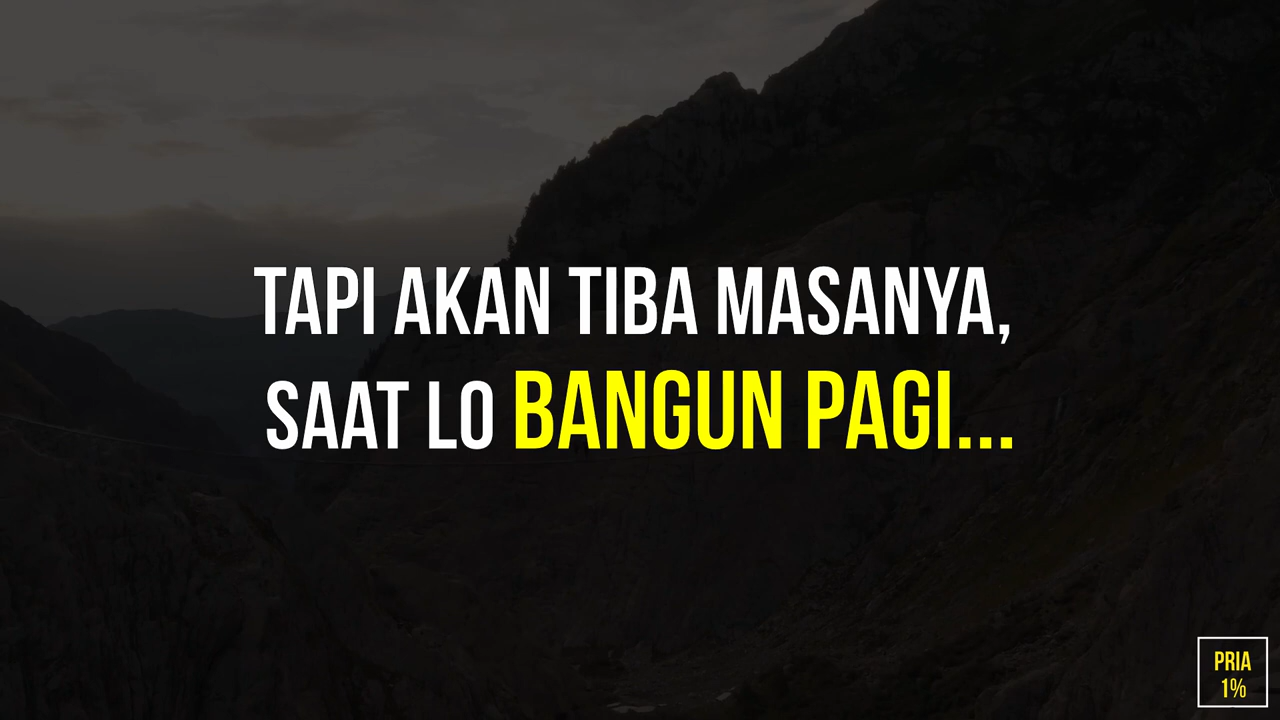 TAPI AKAN TIBA MASANYA,
SAAT LO BANGUN PAGI...
PRIA
1%